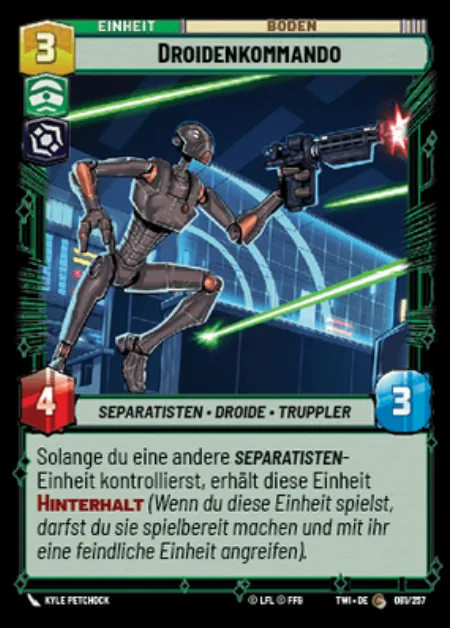 EINHEIT
BODEN
3
DROIDENKOMMANDO
4
3
SEPARATISTEN • DROIDE • TRUPPLER
Solange du eine andere SEPARATISTEN-
Einheit kontrollierst, erhält diese Einheit
HINTERHALT (Wenn du diese Einheit spielst,
darfst du sie spielbereit machen und mit ihr
eine feindliche Einheit angreifen).
KYLE PETCHOCK
© LFL © FFG
TWI • DE C 081/257